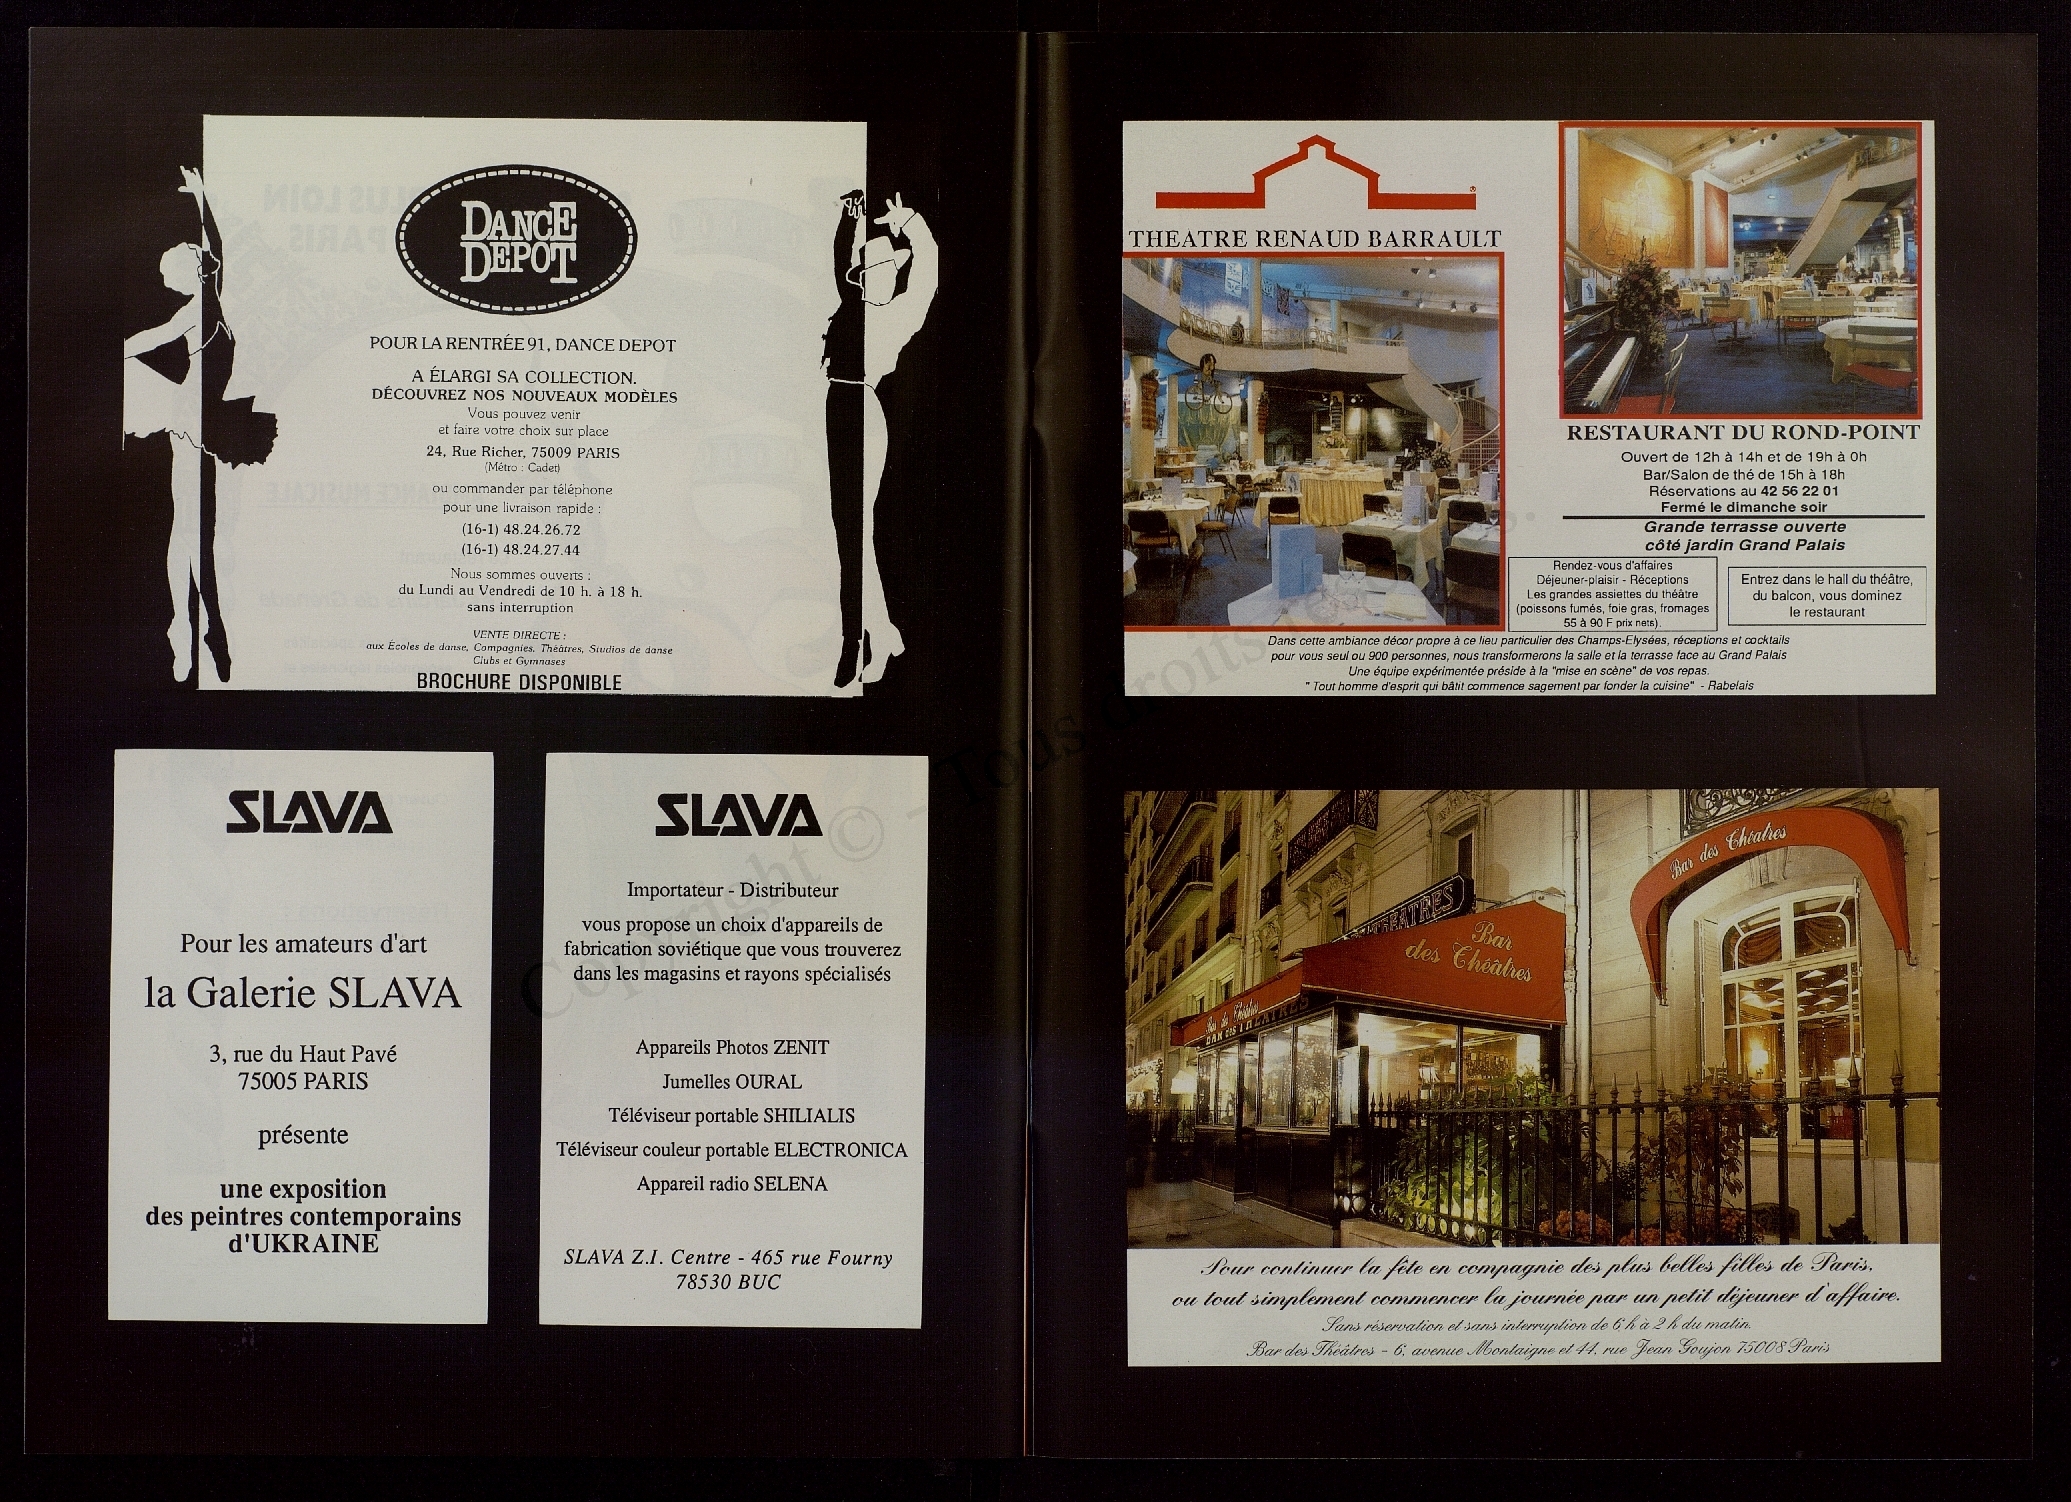 DANCE
DEPOT
POUR LA RENTRÉE 91, DANCE DEPOT
A ÉLARGI SA COLLECTION.
DÉCOUVREZ NOS NOUVEAUX MODÈLES
Vous pouvez venir
et faire votre choix sur place
24, Rue Richer, 75009 PARIS
(Métro : Cadet)
ou commander par téléphone
pour une livraison rapide :
(16-1) 48.24.26.72
(16-1) 48.24.27.44
Nous sommes ouverts :
du Lundi au Vendredi de 10 h. à 18 h.
sans interruption
VENTE DIRECTE :
aux Écoles de danse, Compagnies, Théâtres, Studios de danse
Clubs et Gymnases
BROCHURE DISPONIBLE
SLAVA
Pour les amateurs d'art
la Galerie SLAVA
3, rue du Haut Pavé
75005 PARIS
présente
une exposition
des peintres contemporains
d'UKRAINE
SLAVA
Importateur - Distributeur
vous propose un choix d'appareils de
fabrication soviétique que vous trouverez
dans les magasins et rayons spécialisés
Appareils Photos ZENIT
Jumelles OURAL
Téléviseur portable SHILIALIS
Téléviseur couleur portable ELECTRONICA
Appareil radio SELENA
SLAVA Z.I. Centre - 465 rue Fourny
78530 BUC
THEATRE RENAUD BARRAULT
RESTAURANT DU ROND-POINT
Ouvert de 12h à 14h et de 19h à 0h
Bar/Salon de thé de 15h à 18h
Réservations au 42 56 22 01
Fermé le dimanche soir
Grande terrasse ouverte
côté jardin Grand Palais
Rendez-vous d'affaires
Déjeuner-plaisir - Réceptions
Les grandes assiettes du théâtre
(poissons fumés, foie gras, fromages
55 à 90 F prix nets).
Entrez dans le hall du théâtre,
du balcon, vous dominez
le restaurant
Dans cette ambiance décor propre à ce lieu particulier des Champs-Elysées, réceptions et cocktails
pour vous seul ou 900 personnes, nous transformerons la salle et la terrasse face au Grand Palais
Une équipe expérimentée préside à la "mise en scène" de vos repas.
" Tout homme d'esprit qui bâtit commence sagement par fonder la cuisine" - Rabelais
Bar des Théâtres
THEATRES
Bar
des Théâtres
Bar des Théâtres
BAR DES THEATRES
Pour continuer la fête en compagnie des plus belles filles de Paris,
ou tout simplement commencer la journée par un petit déjeuner d'affaire.
Sans réservation et sans interruption de 6 h à 2 h du matin.
Bar des Théâtres - 6, avenue Montaigne et 44, rue Jean Goujon 75008 Paris
Copyright © - Tous droits